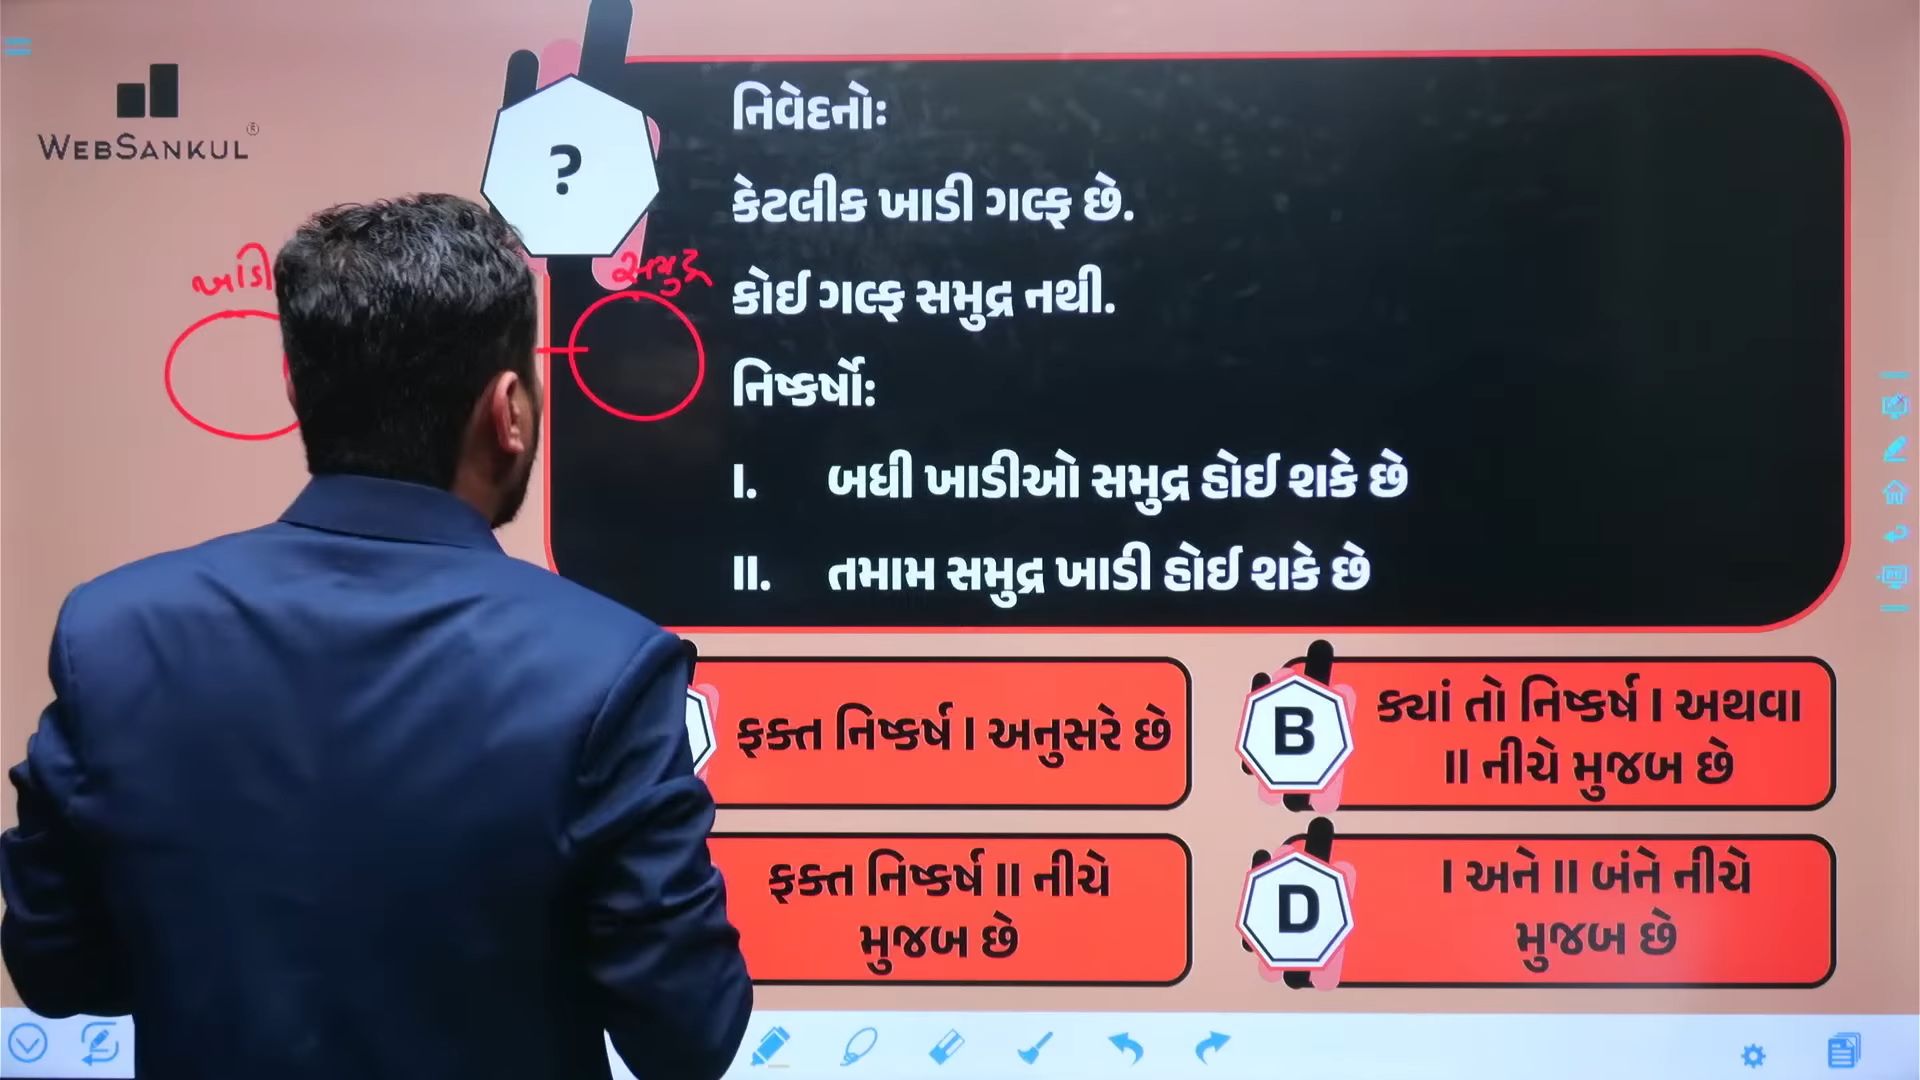 WEBSANKUL®
?
નિવેદનોઃ
કેટલીક ખાડી ગલ્ફ છે.
ખાડી
સમુદ્ર
કોઈ ગલ્ફ સમુદ્ર નથી.
નિષ્કર્ષોઃ
I. બધી ખાડીઓ સમુદ્ર હોઈ શકે છે
II. તમામ સમુદ્ર ખાડી હોઈ શકે છે
ફક્ત નિષ્કર્ષ I અનુસરે છે
B
ક્યાં તો નિષ્કર્ષ I અથવા
II નીચે મુજબ છે
ફક્ત નિષ્કર્ષ II નીચે
મુજબ છે
D
I અને II બંને નીચે
મુજબ છે